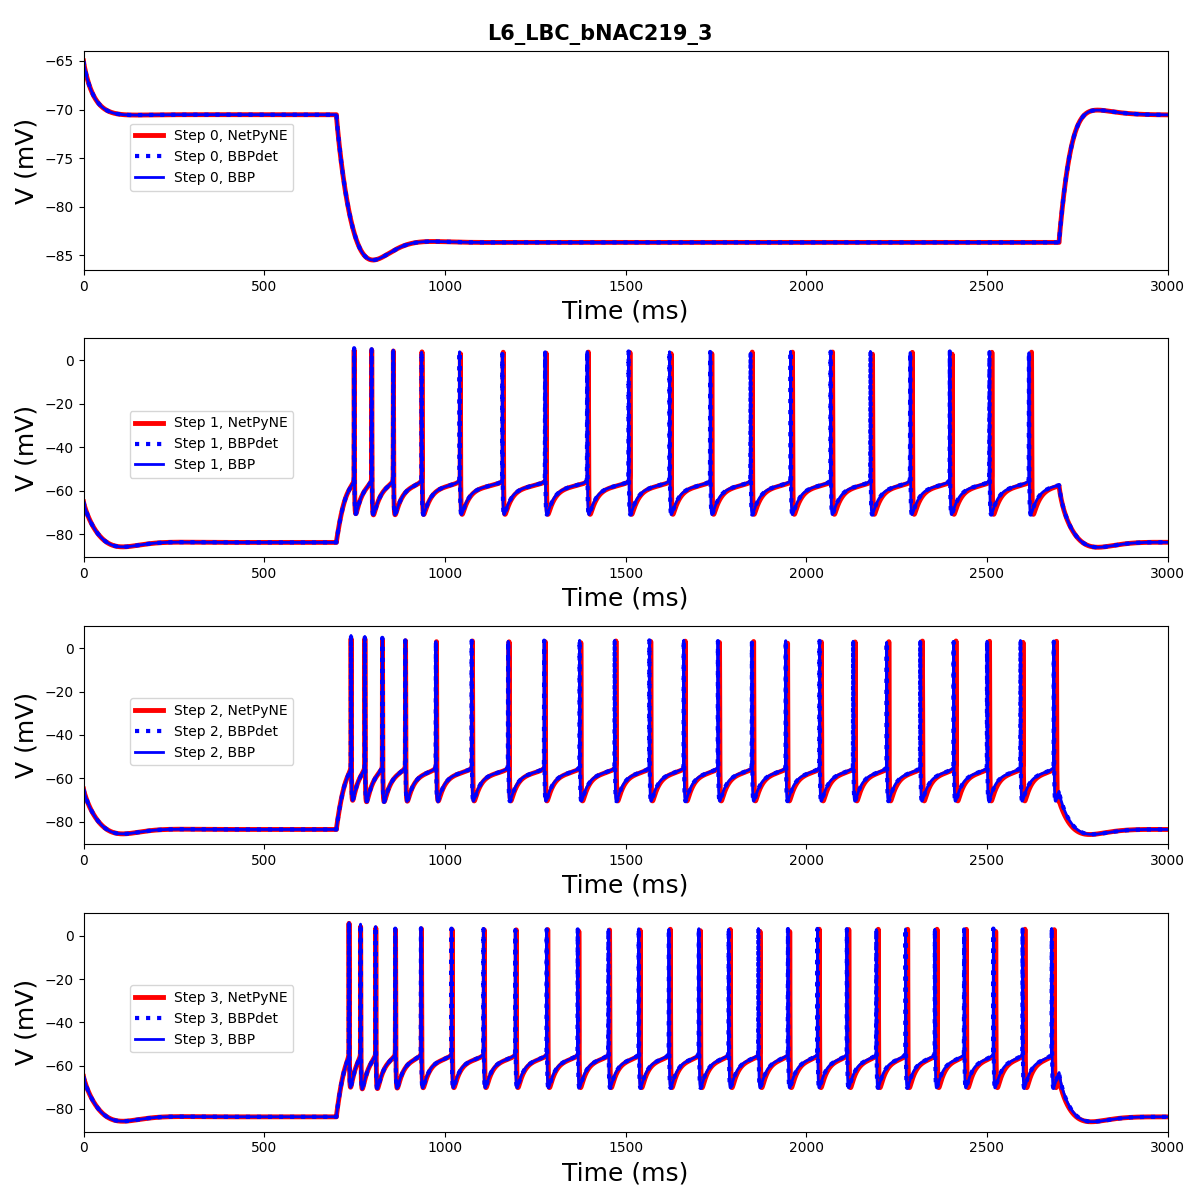 L6_LBC_bNAC219_3
−65
−70
−75
−80
−85
V (mV)
Step 0, NetPyNE
Step 0, BBPdet
Step 0, BBP
0 500 1000 1500 2000 2500 3000
Time (ms)
0
−20
−40
−60
−80
V (mV)
Step 1, NetPyNE
Step 1, BBPdet
Step 1, BBP
0 500 1000 1500 2000 2500 3000
Time (ms)
0
−20
−40
−60
−80
V (mV)
Step 2, NetPyNE
Step 2, BBPdet
Step 2, BBP
0 500 1000 1500 2000 2500 3000
Time (ms)
0
−20
−40
−60
−80
V (mV)
Step 3, NetPyNE
Step 3, BBPdet
Step 3, BBP
0 500 1000 1500 2000 2500 3000
Time (ms)